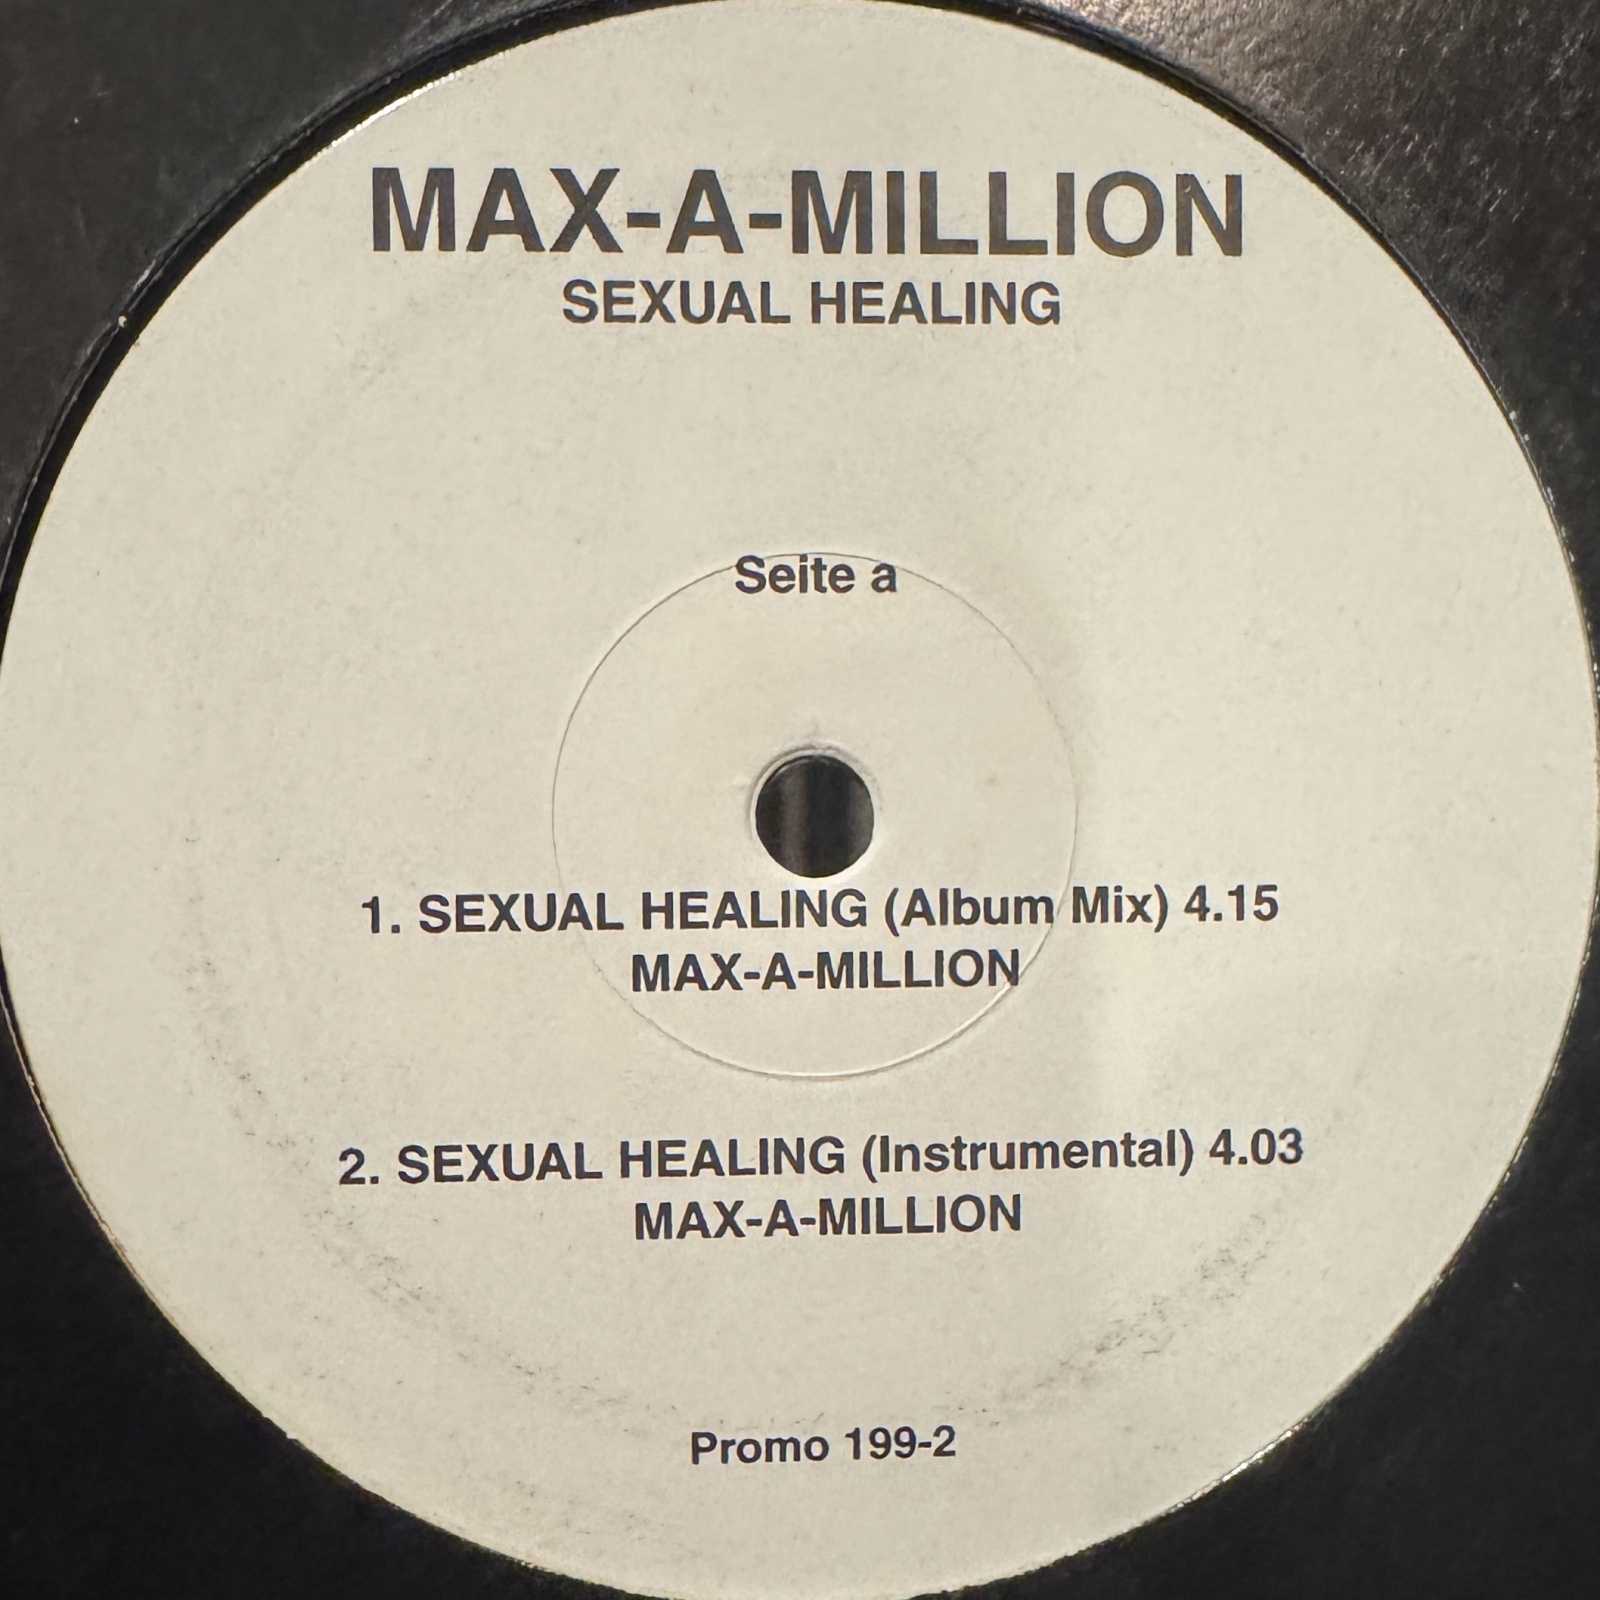 MAX-A-MILLION
SEXUAL HEALING
Seite a
1. SEXUAL HEALING (Album Mix) 4.15
MAX-A-MILLION
2. SEXUAL HEALING (Instrumental) 4.03
MAX-A-MILLION
Promo 199-2